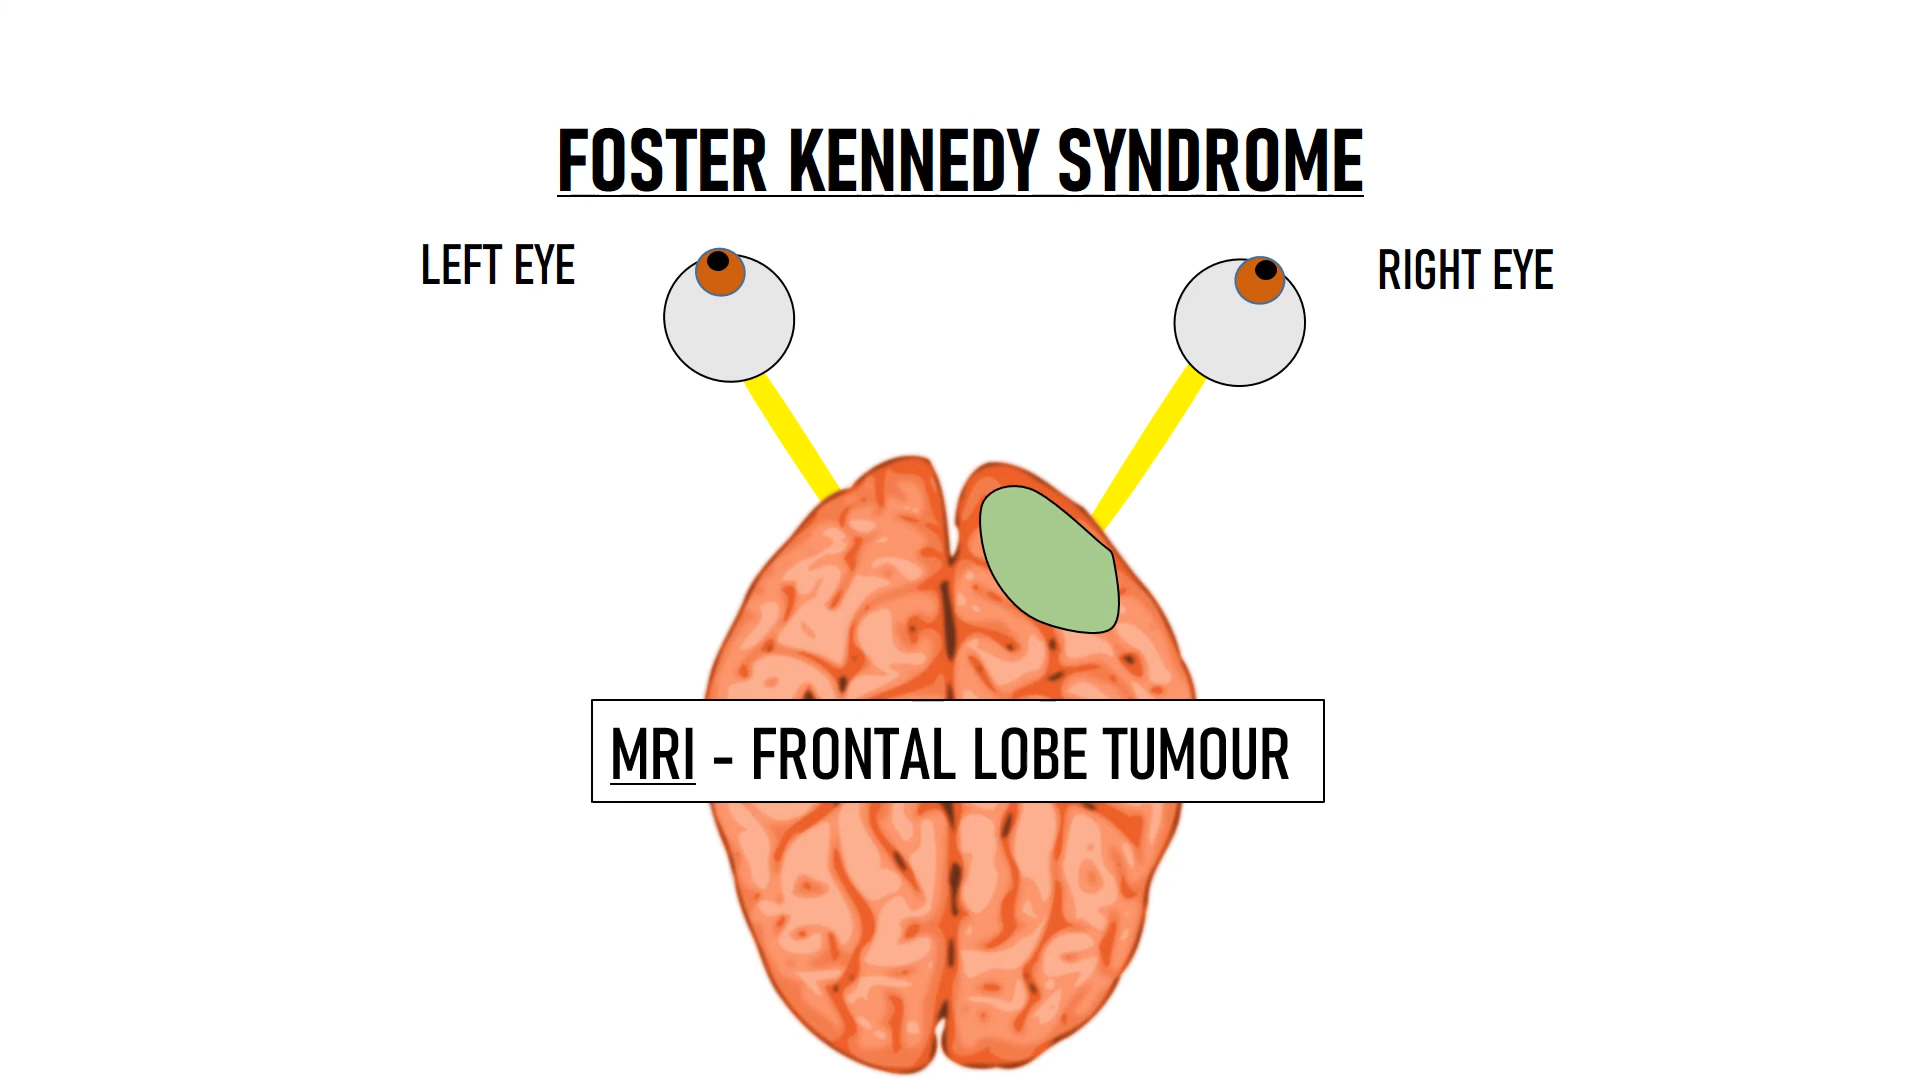 FOSTER KENNEDY SYNDROME
LEFT EYE
RIGHT EYE
MRI - FRONTAL LOBE TUMOUR